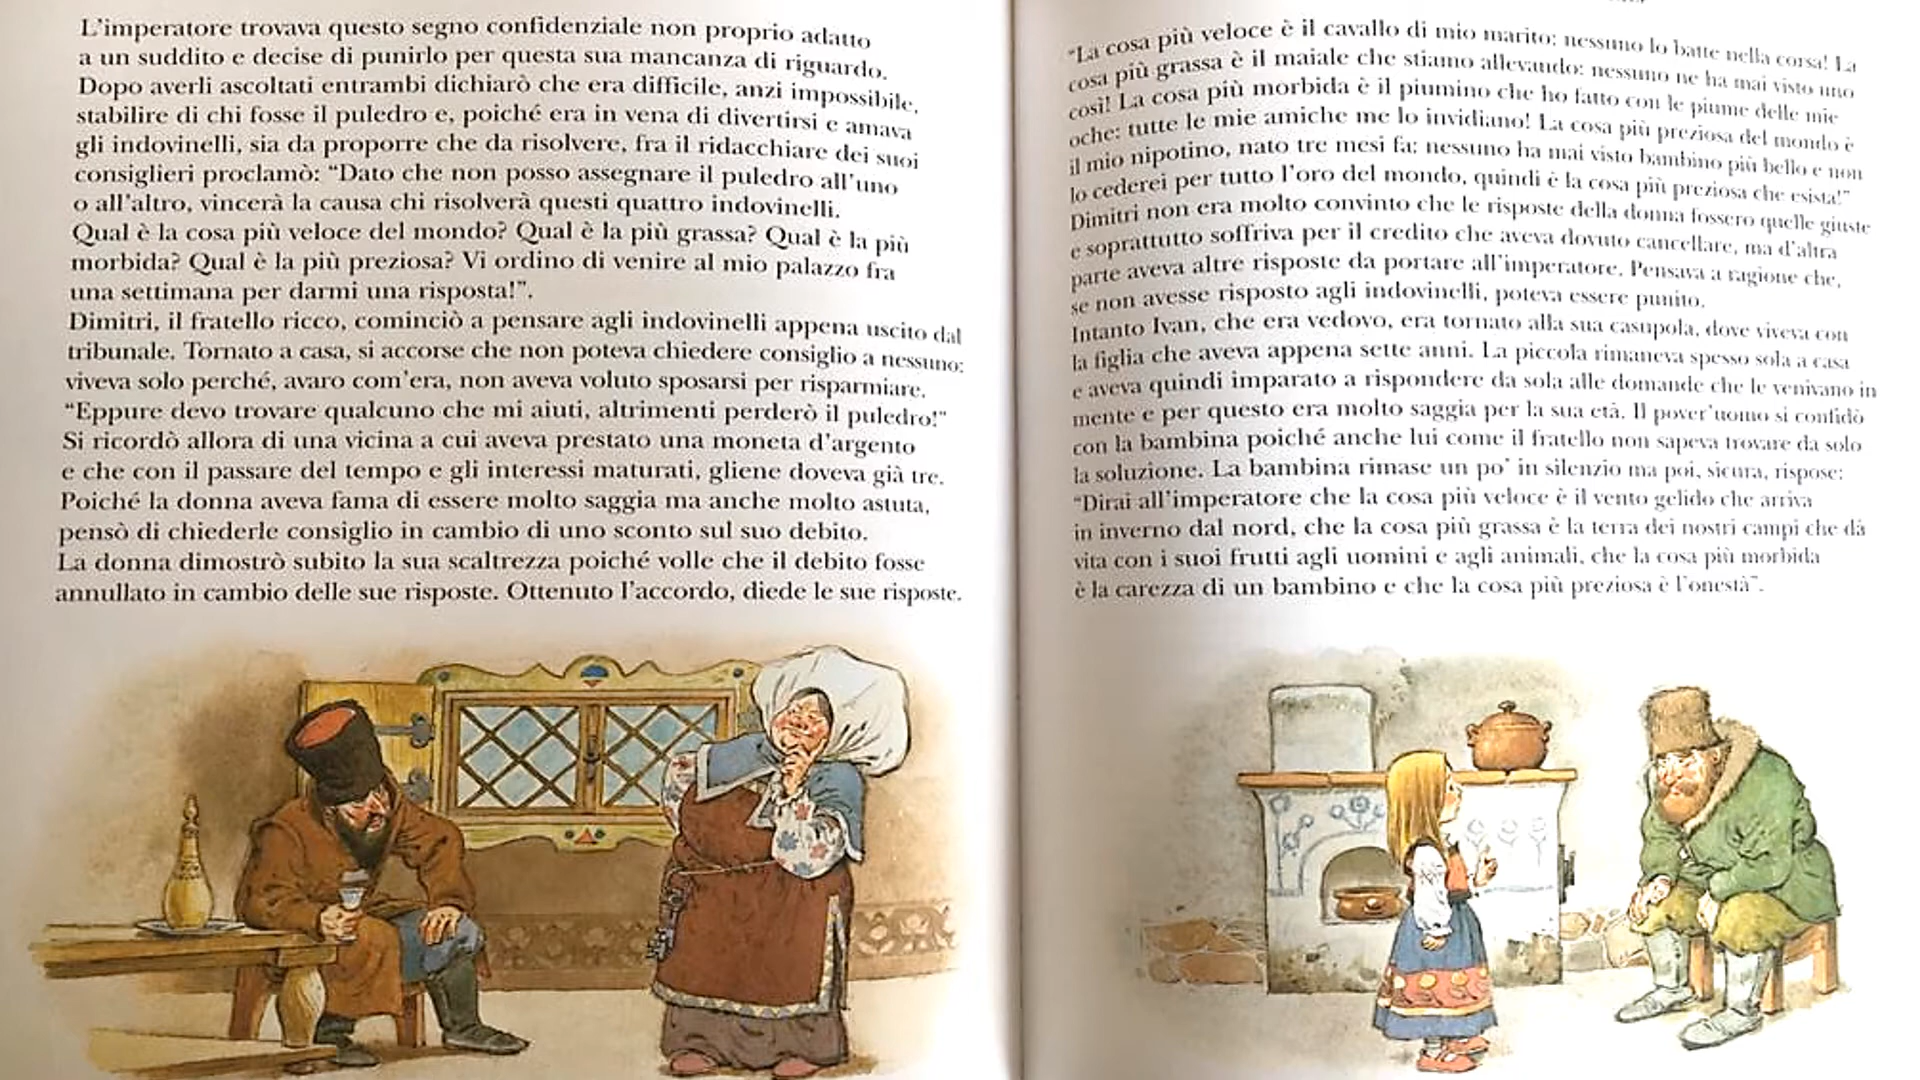 L'imperatore trovava questo segno confidenziale non proprio adatto
a un suddito e decise di punirlo per questa sua mancanza di riguardo.
Dopo averli ascoltati entrambi dichiarò che era difficile, anzi impossibile,
stabilire di chi fosse il puledro e, poiché era in vena di divertirsi e amava
gli indovinelli, sia da proporre che da risolvere, fra il ridacchiare dei suoi
consiglieri proclamò: “Dato che non posso assegnare il puledro all'uno
o all'altro, vincerà la causa chi risolverà questi quattro indovinelli.
Qual è la cosa più veloce del mondo? Qual è la più grassa? Qual è la più
morbida? Qual è la più preziosa? Vi ordino di venire al mio palazzo fra
una settimana per darmi una risposta!”.
Dimitri, il fratello ricco, cominciò a pensare agli indovinelli appena uscito dal
tribunale. Tornato a casa, si accorse che non poteva chiedere consiglio a nessuno:
viveva solo perché, avaro com'era, non aveva voluto sposarsi per risparmiare.
“Eppure devo trovare qualcuno che mi aiuti, altrimenti perderò il puledro!”
Si ricordò allora di una vicina a cui aveva prestato una moneta d'argento
e che con il passare del tempo e gli interessi maturati, gliene doveva già tre.
Poiché la donna aveva fama di essere molto saggia ma anche molto astuta,
pensò di chiederle consiglio in cambio di uno sconto sul suo debito.
La donna dimostrò subito la sua scaltrezza poiché volle che il debito fosse
annullato in cambio delle sue risposte. Ottenuto l'accordo, diede le sue risposte.
“La cosa più veloce è il cavallo di mio marito: nessuno lo batte nella corsa! La
cosa più grassa è il maiale che stiamo allevando: nessuno ne ha mai visto uno
così! La cosa più morbida è il piumino che ho fatto con le piume delle mie
oche: tutte le mie amiche me lo invidiano! La cosa più preziosa del mondo è
il mio nipotino, nato tre mesi fa: nessuno ha mai visto bambino più bello e non
lo cederei per tutto l'oro del mondo, quindi è la cosa più preziosa che esista!”
Dimitri non era molto convinto che le risposte della donna fossero quelle giuste
e soprattutto soffriva per il credito che aveva dovuto cancellare, ma d'altra
parte aveva altre risposte da portare all'imperatore. Pensava a ragione che,
se non avesse risposto agli indovinelli, poteva essere punito.
Intanto Ivan, che era vedovo, era tornato alla sua casupola, dove viveva con
la figlia che aveva appena sette anni. La piccola rimaneva spesso sola a casa
e aveva quindi imparato a rispondere da sola alle domande che le venivano in
mente e per questo era molto saggia per la sua età. Il pover'uomo si confidò
con la bambina poiché anche lui come il fratello non sapeva trovare da solo
la soluzione. La bambina rimase un po' in silenzio ma poi, sicura, rispose:
“Dirai all'imperatore che la cosa più veloce è il vento gelido che arriva
in inverno dal nord, che la cosa più grassa è la terra dei nostri campi che dà
vita con i suoi frutti agli uomini e agli animali, che la cosa più morbida
è la carezza di un bambino e che la cosa più preziosa è l'onestà”.